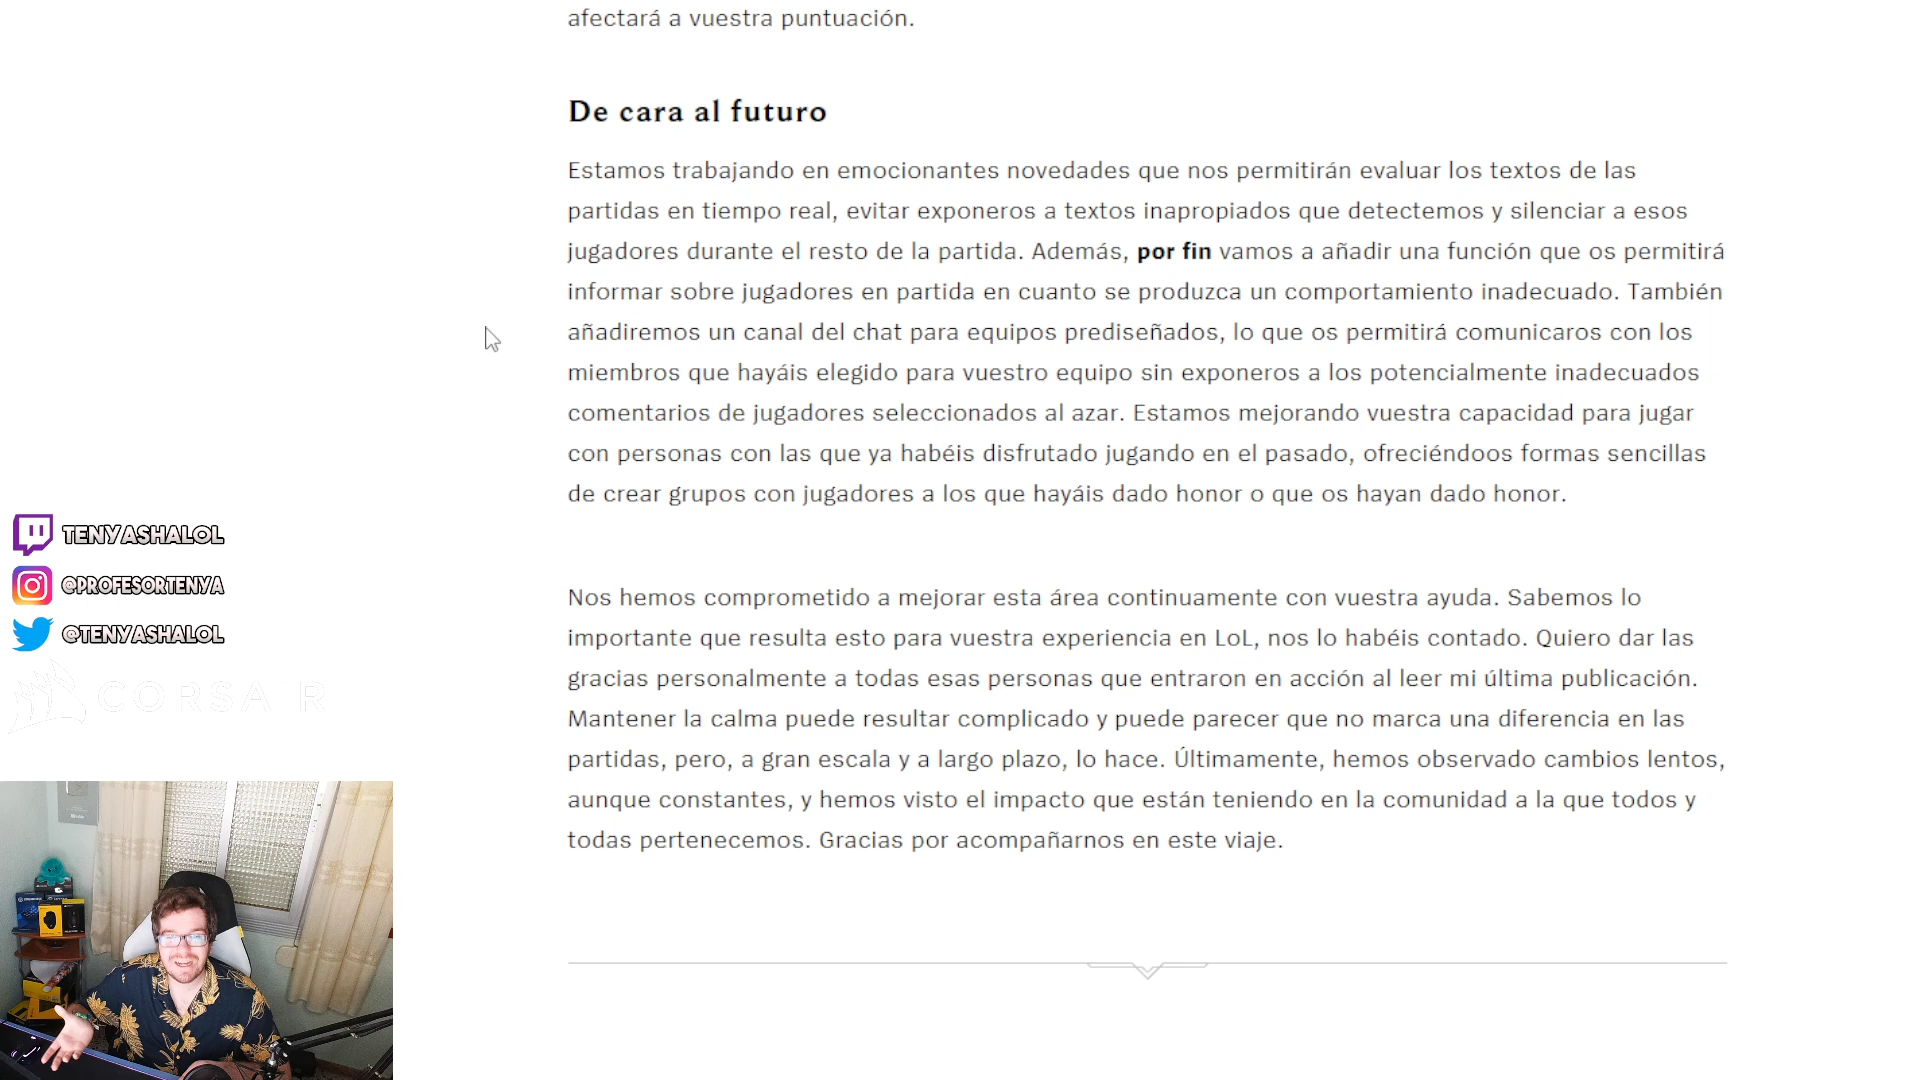 afectará a vuestra puntuación.
De cara al futuro
Estamos trabajando en emocionantes novedades que nos permitirán evaluar los textos de las
partidas en tiempo real, evitar exponeros a textos inapropiados que detectemos y silenciar a esos
jugadores durante el resto de la partida. Además, por fin vamos a añadir una función que os permitirá
informar sobre jugadores en partida en cuanto se produzca un comportamiento inadecuado. También
añadiremos un canal del chat para equipos prediseñados, lo que os permitirá comunicaros con los
miembros que hayáis elegido para vuestro equipo sin exponeros a los potencialmente inadecuados
comentarios de jugadores seleccionados al azar. Estamos mejorando vuestra capacidad para jugar
con personas con las que ya habéis disfrutado jugando en el pasado, ofreciéndoos formas sencillas
de crear grupos con jugadores a los que hayáis dado honor o que os hayan dado honor.
Nos hemos comprometido a mejorar esta área continuamente con vuestra ayuda. Sabemos lo
importante que resulta esto para vuestra experiencia en LoL, nos lo habéis contado. Quiero dar las
gracias personalmente a todas esas personas que entraron en acción al leer mi última publicación.
Mantener la calma puede resultar complicado y puede parecer que no marca una diferencia en las
partidas, pero, a gran escala y a largo plazo, lo hace. Últimamente, hemos observado cambios lentos,
aunque constantes, y hemos visto el impacto que están teniendo en la comunidad a la que todos y
todas pertenecemos. Gracias por acompañarnos en este viaje.
TENYASHALOL
@PROFESORTENYA
@TENYASHALOL
CORSAIR